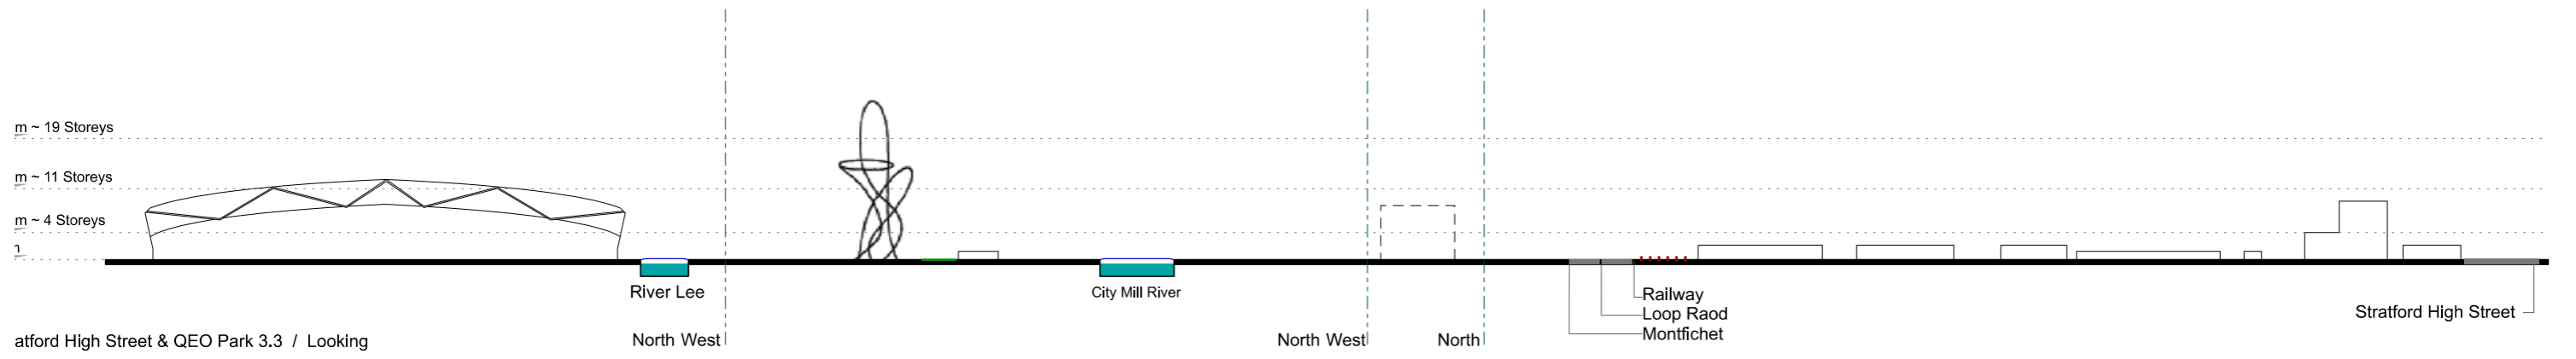 m ~ 19 Storeys
m ~ 11 Storeys
m ~ 4 Storeys
River Lee
City Mill River
Railway
Loop Raod
Montfichet
Stratford High Street
North West
North West
North
atford High Street & QEO Park 3.3 / Looking